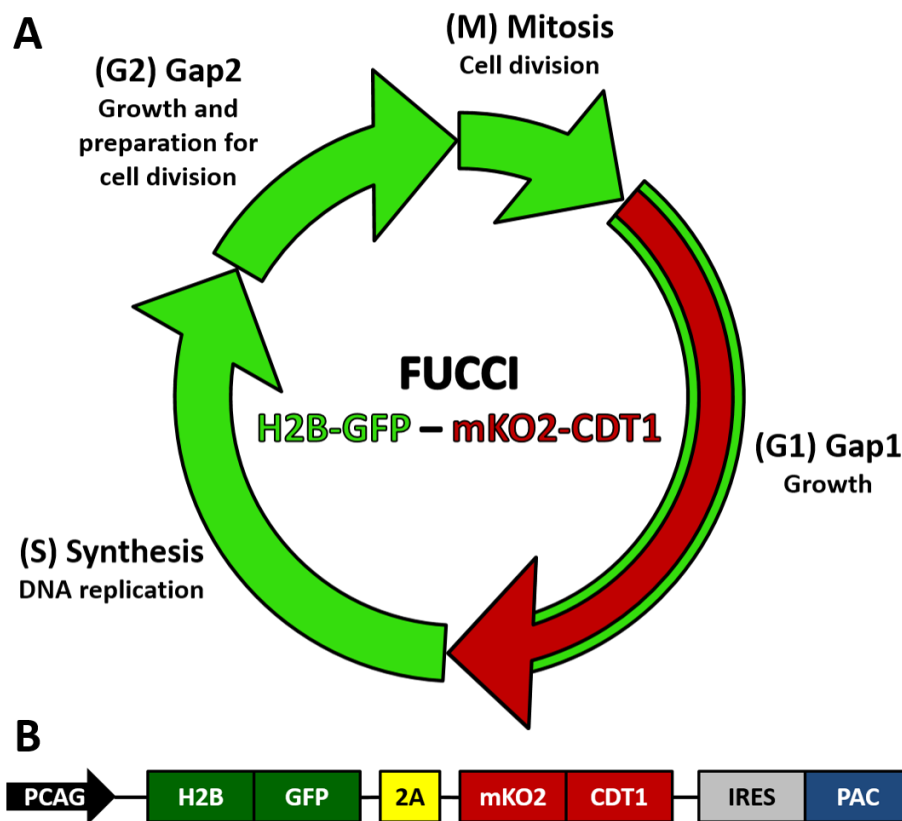 A
(M) Mitosis
Cell division
(G2) Gap2
Growth and
preparation for
cell division
FUCCI
H2B-GFP – mKO2-CDT1
(G1) Gap1
Growth
(S) Synthesis
DNA replication
B
PCAG H2B GFP 2A mKO2 CDT1 IRES PAC